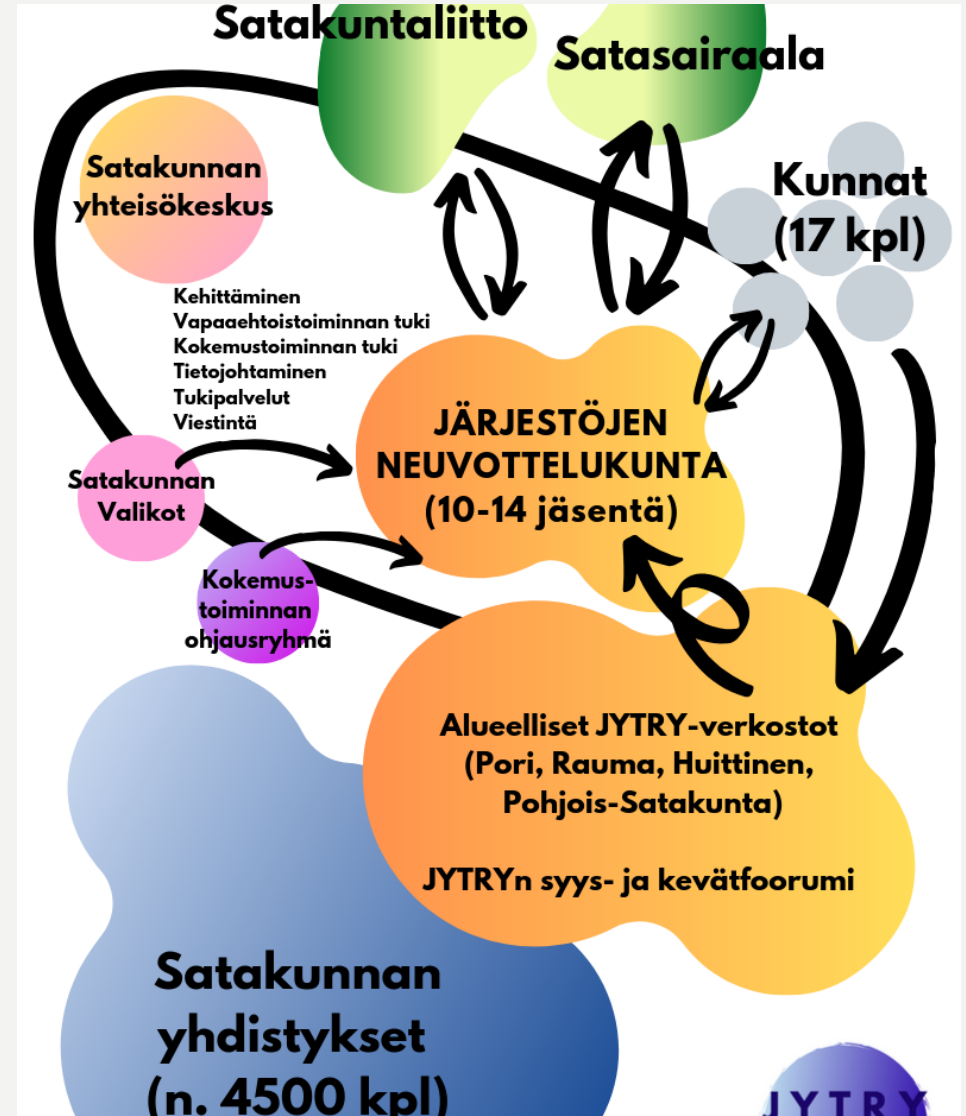 Satakuntaliitto
Satasairaala
Satakunnan
yhteisökeskus
Kunnat
(17 kpl)
Kehittäminen
Vapaaehtoistoiminnan tuki
Kokemustoiminnan tuki
Tietojohtaminen
Tukipalvelut
Viestintä
JÄRJESTÖJEN
NEUVOTTELUKUNTA
(10-14 jäsentä)
Satakunnan
Valikot
Kokemus-
toiminnan
ohjausryhmä
Alueelliset JYTRY-verkostot
(Pori, Rauma, Huittinen,
Pohjois-Satakunta)
JYTRYn syys- ja kevätfoorumi
Satakunnan
yhdistykset
(n. 4500 kpl)
JYTRY